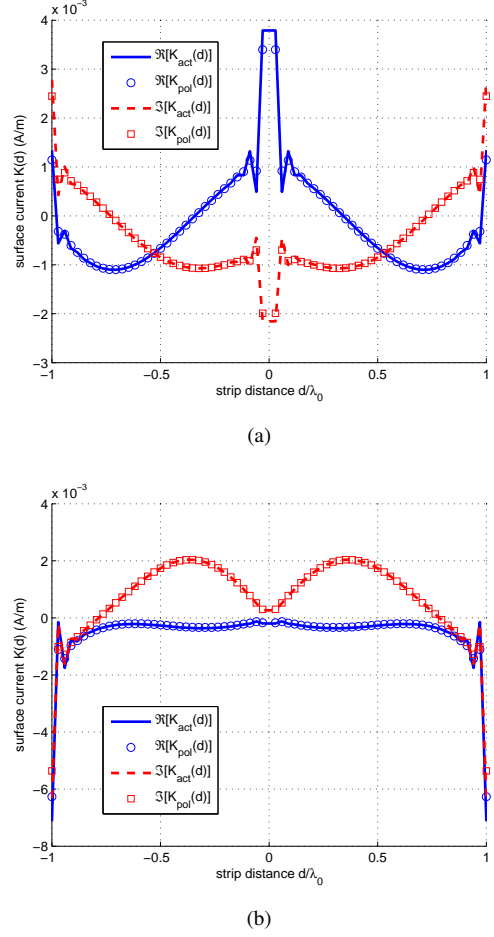 x 10⁻³
4
3
2
1
0
−1
−2
−3
surface current K(d) (A/m)
ℜ[K_act(d)]
ℜ[K_pol(d)]
ℑ[K_act(d)]
ℑ[K_pol(d)]
−1 −0.5 0 0.5 1
strip distance d/λ₀
(a)
x 10⁻³
4
2
0
−2
−4
−6
−8
surface current K(d) (A/m)
ℜ[K_act(d)]
ℜ[K_pol(d)]
ℑ[K_act(d)]
ℑ[K_pol(d)]
−1 −0.5 0 0.5 1
strip distance d/λ₀
(b)